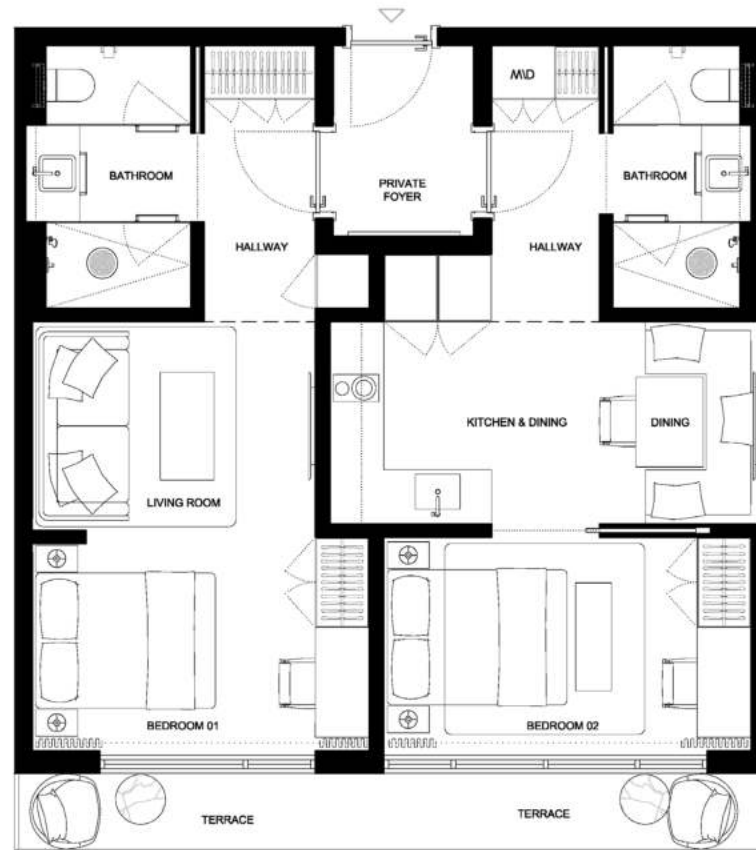 W\D
BATHROOM
PRIVATE
FOYER
BATHROOM
HALLWAY
HALLWAY
KITCHEN & DINING
DINING
LIVING ROOM
BEDROOM 01
BEDROOM 02
TERRACE
TERRACE